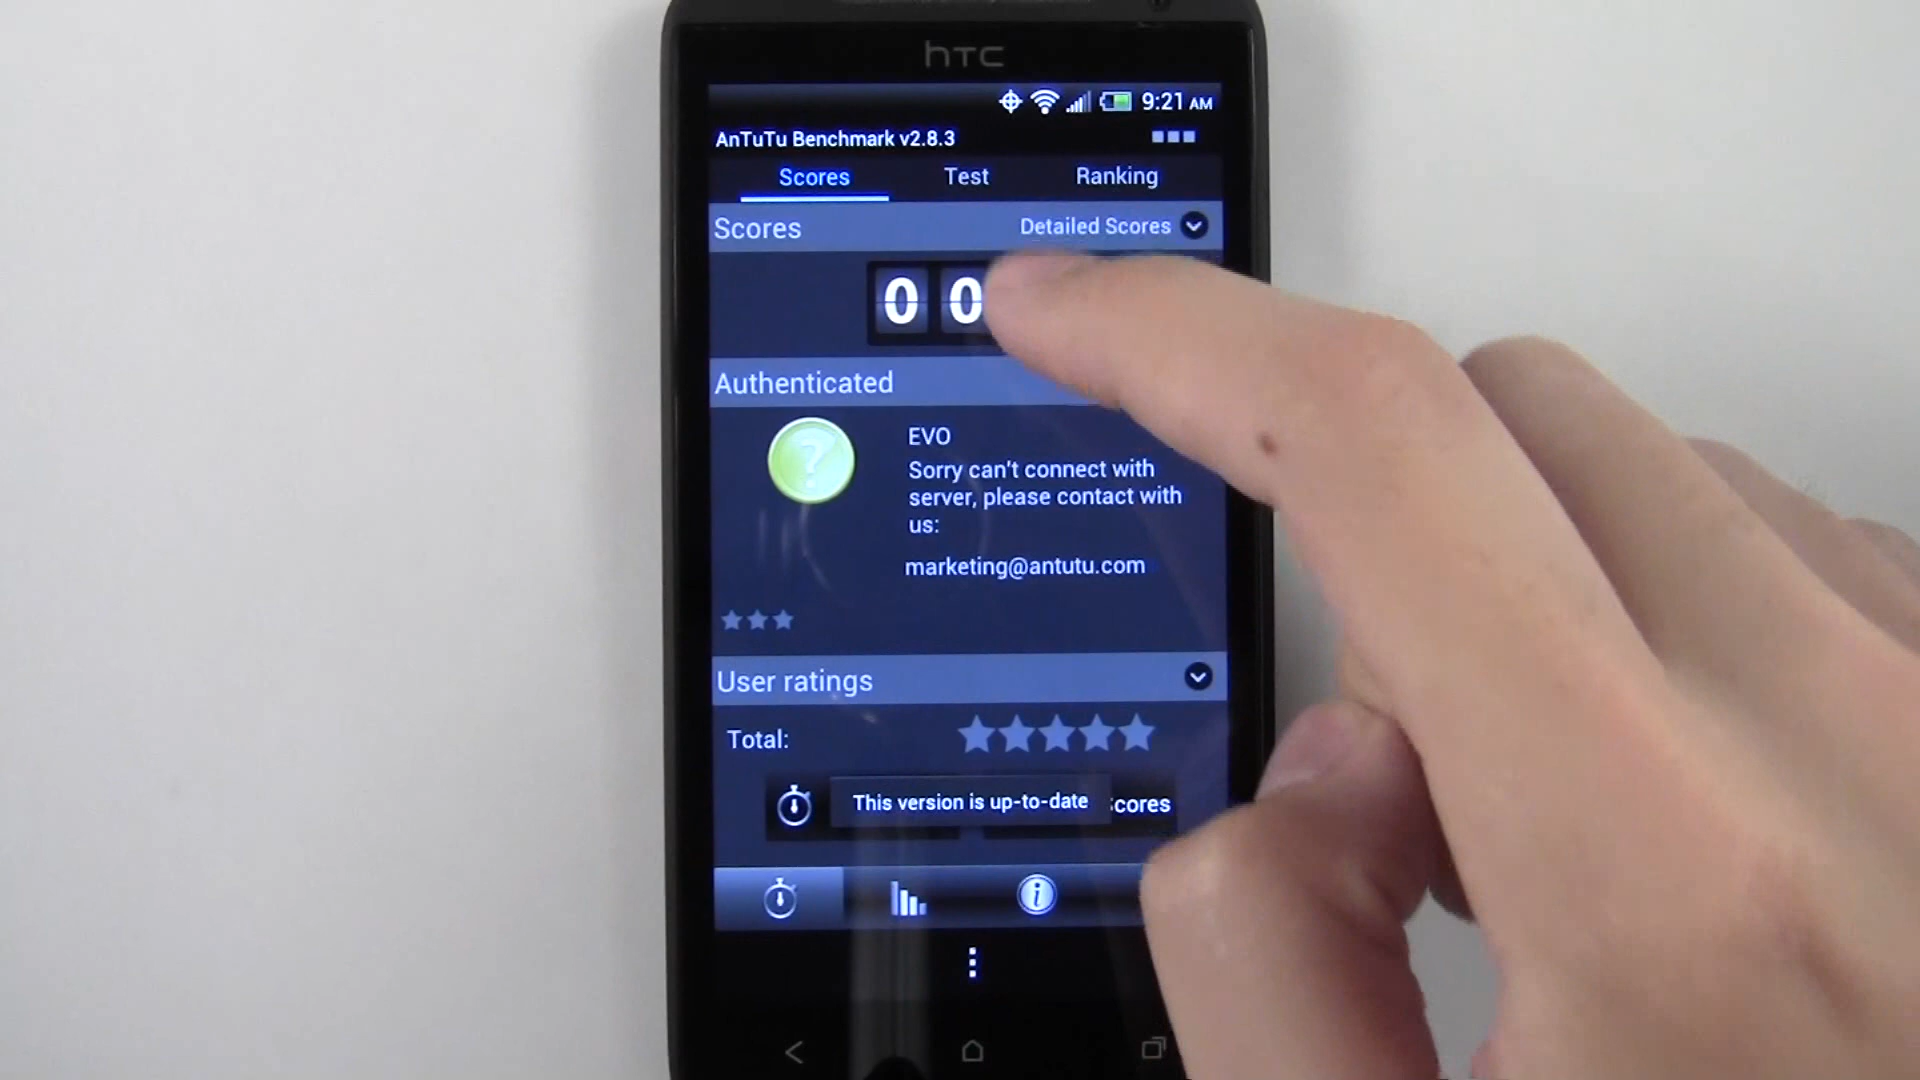 hTC
9:21 AM
AnTuTu Benchmark v2.8.3
Scores Test Ranking
Scores Detailed Scores
0 0
Authenticated
EVO
Sorry can't connect with
server, please contact with
us:
marketing@antutu.com
User ratings
Total:
This version is up-to-date